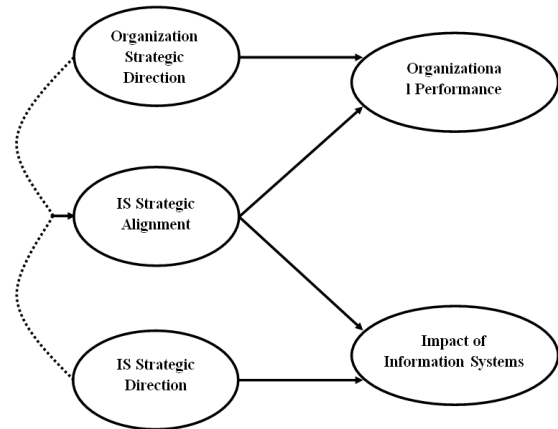 Organization
Strategic
Direction
Organizationa
l Performance
IS Strategic
Alignment
IS Strategic
Direction
Impact of
Information Systems